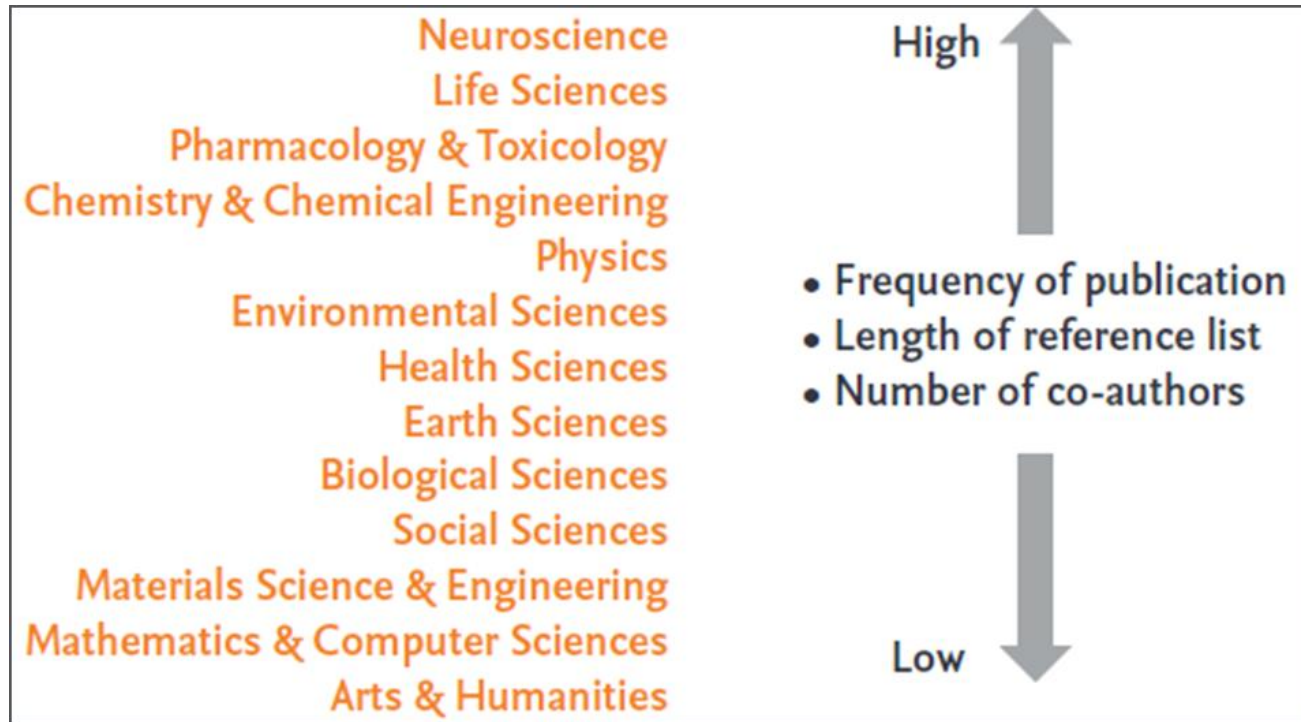 Neuroscience
Life Sciences
Pharmacology & Toxicology
Chemistry & Chemical Engineering
Physics
Environmental Sciences
Health Sciences
Earth Sciences
Biological Sciences
Social Sciences
Materials Science & Engineering
Mathematics & Computer Sciences
Arts & Humanities
High
• Frequency of publication
• Length of reference list
• Number of co-authors
Low